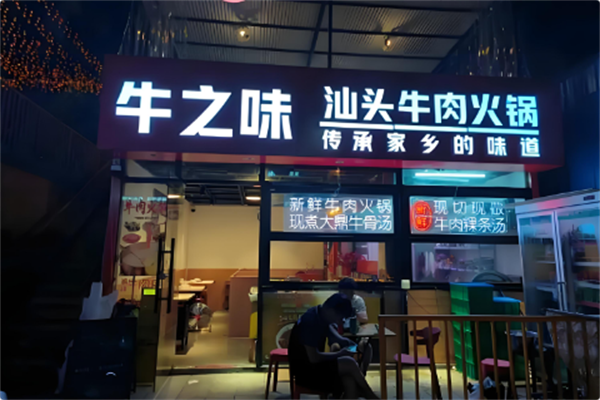 牛之味
汕头牛肉火锅
传承家乡的味道
新鲜牛肉火锅
现煮大鼎牛骨汤
现切现做
牛肉粿条汤